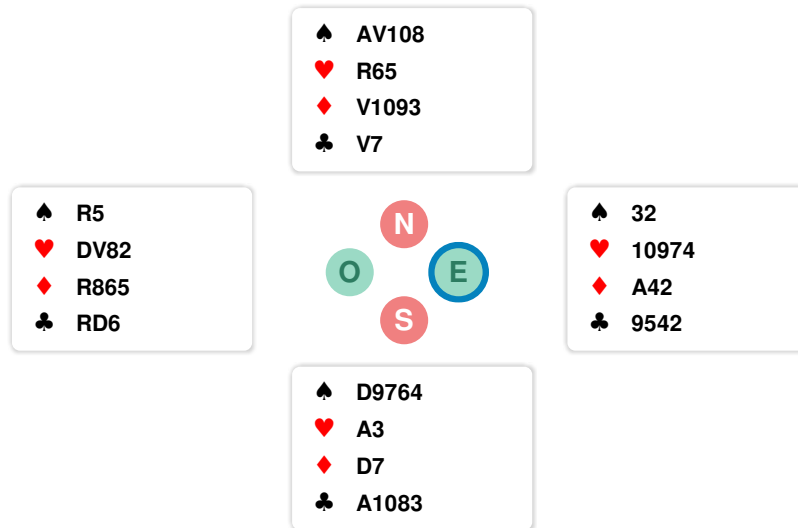 ♠ AV108
♥ R65
♦ V1093
♣ V7
♠ R5
♥ DV82
♦ R865
♣ RD6
N
O E
S
♠ 32
♥ 10974
♦ A42
♣ 9542
♠ D9764
♥ A3
♦ D7
♣ A1083